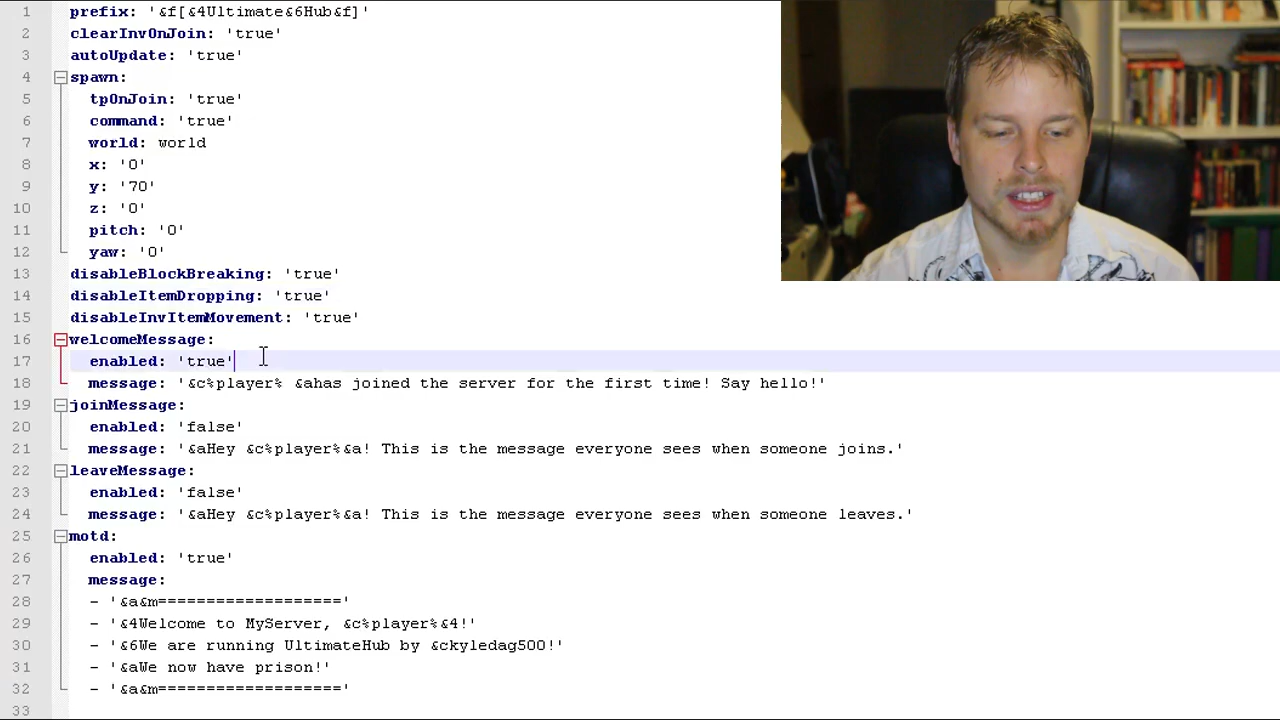 1 prefix: '&f[&4Ultimate&6Hub&f]'
2 clearInvOnJoin: 'true'
3 autoUpdate: 'true'
4 spawn:
5 tpOnJoin: 'true'
6 command: 'true'
7 world: world
8 x: '0'
9 y: '70'
10 z: '0'
11 pitch: '0'
12 yaw: '0'
13 disableBlockBreaking: 'true'
14 disableItemDropping: 'true'
15 disableInvItemMovement: 'true'
16 welcomeMessage:
17 enabled: 'true'
18 message: '&c%player% &ahas joined the server for the first time! Say hello!'
19 joinMessage:
20 enabled: 'false'
21 message: '&aHey &c%player%&a! This is the message everyone sees when someone joins.'
22 leaveMessage:
23 enabled: 'false'
24 message: '&aHey &c%player%&a! This is the message everyone sees when someone leaves.'
25 motd:
26 enabled: 'true'
27 message:
28 - '&a&m==================='
29 - '&4Welcome to MyServer, &c%player%&4!'
30 - '&6We are running UltimateHub by &ckyledag500!'
31 - '&aWe now have prison!'
32 - '&a&m==================='
33